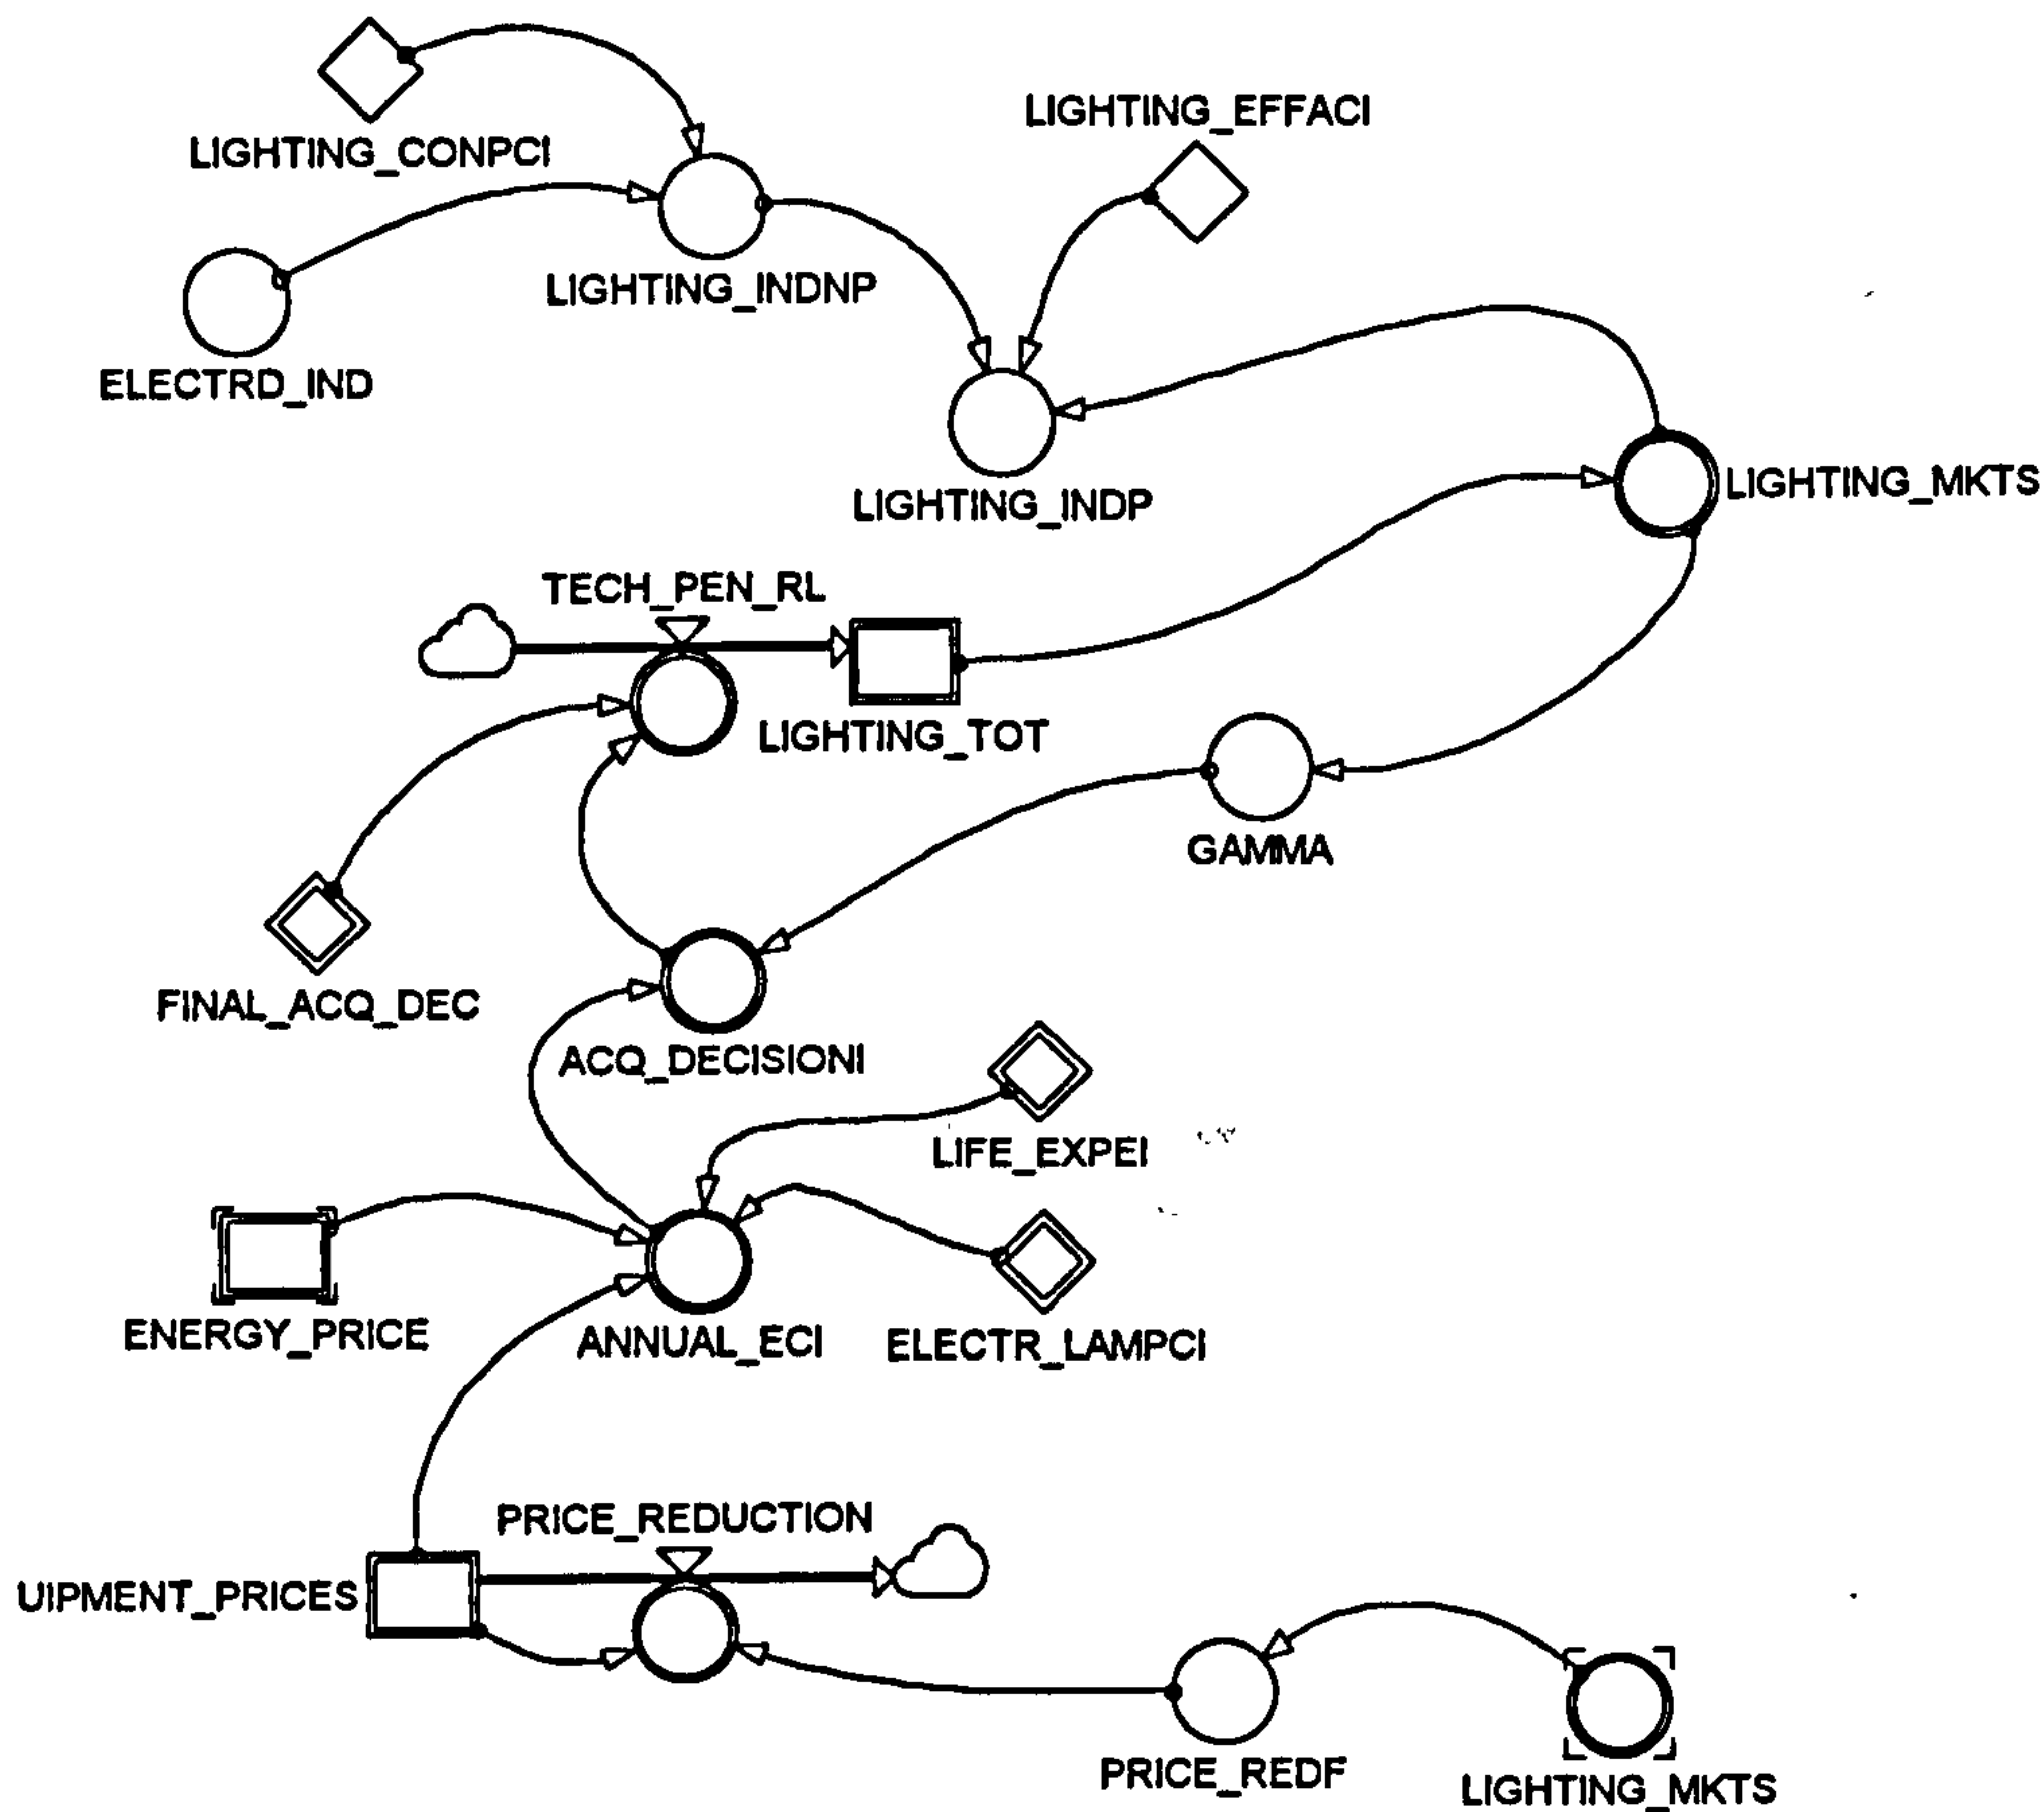 LIGHTING_EFFACI
LIGHTING_CONPCI
LIGHTING_INDNP
ELECTRD_IND
LIGHTING_MKTS
LIGHTING_INDP
TECH_PEN_RL
LIGHTING_TOT
GAMMA
FINAL_ACQ_DEC
ACQ_DECISIONI
LIFE_EXPEI
ENERGY_PRICE
ANNUAL_ECI
ELECTR_LAMPCI
PRICE_REDUCTION
UIPMENT_PRICES
PRICE_REDF
LIGHTING_MKTS